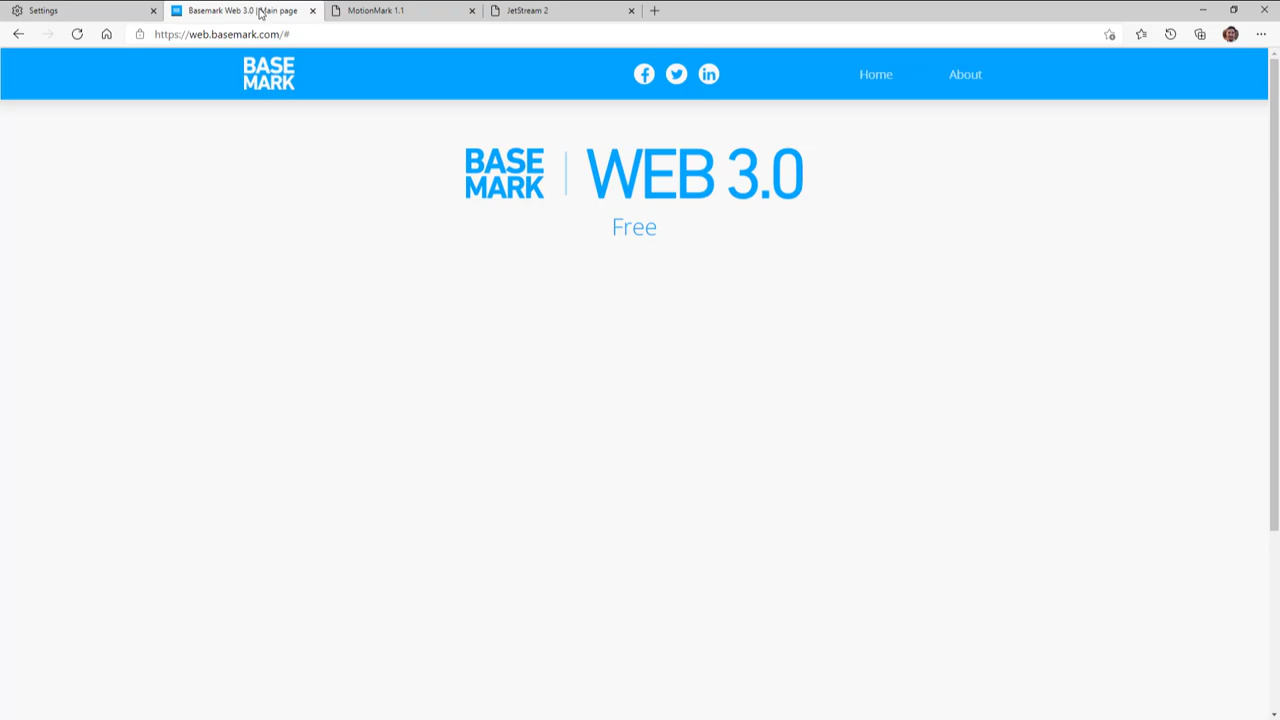 Settings
Basemark Web 3.0 | Main page
MotionMark 1.1
JetStream 2
https://web.basemark.com/#
BASE
MARK
Home
About
BASE
MARK
WEB 3.0
Free